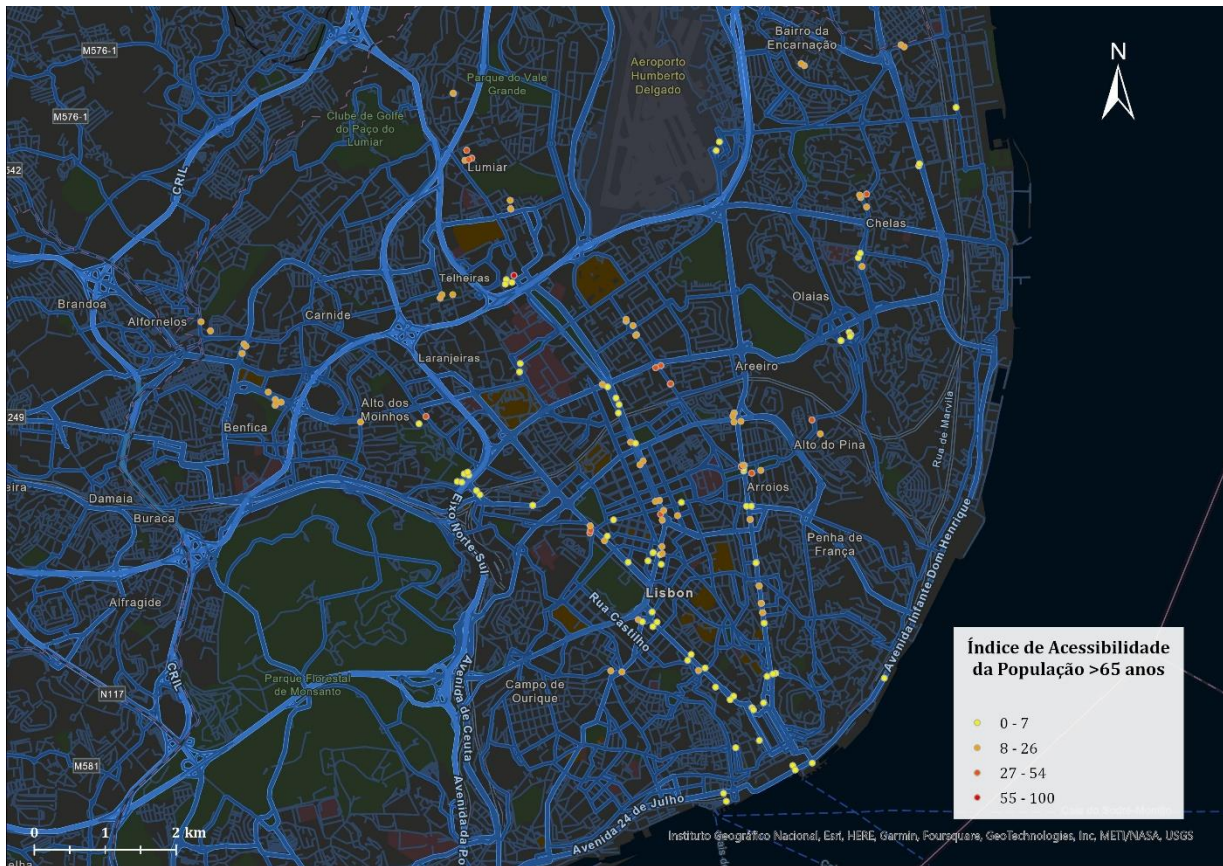 M576-1
Bairro da
Encarnação
N
Aeroporto
Humberto
Delgado
Parque do Vale
Grande
M576-1
Clube de Golfe
do Paço do
Lumiar
Lumiar
CRIL
Chelas
Telheiras
Brandoa
Alfornelos
Carnide
Olaias
Laranjeiras
Areeiro
Alto dos
Moinhos
249
Benfica
Alto do Pina
Rua de Marvila
Damaia
Arroios
Buraca
Eixo Norte-Sul
Penha de
França
Avenida Infante Dom Henrique
Alfragide
Lisbon
Rua Castilho
CRIL
N117
Parque Florestal
de Monsanto
Campo de
Ourique
Avenida de Ceuta
M581
Avenida da Po
Avenida 24 de Julho
Índice de Acessibilidade
da População >65 anos
0 - 7
8 - 26
27 - 54
55 - 100
0 1 2 km
Instituto Geográfico Nacional, Esri, HERE, Garmin, Foursquare, GeoTechnologies, Inc, METI/NASA, USGS